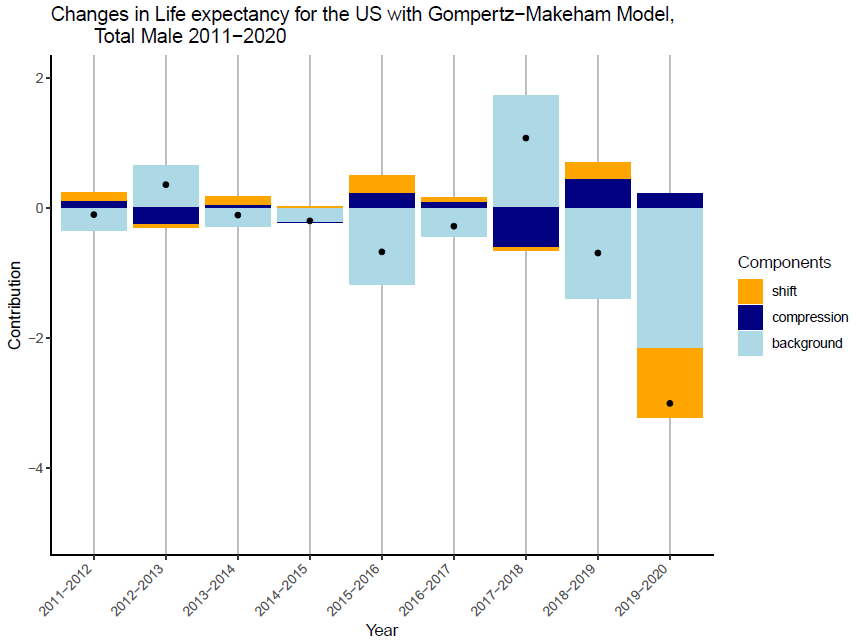 Changes in Life expectancy for the US with Gompertz−Makeham Model,
Total Male 2011−2020
Contribution
2
0
−2
−4
2011−2012
2012−2013
2013−2014
2014−2015
2015−2016
2016−2017
2017−2018
2018−2019
2019−2020
Year
Components
shift
compression
background